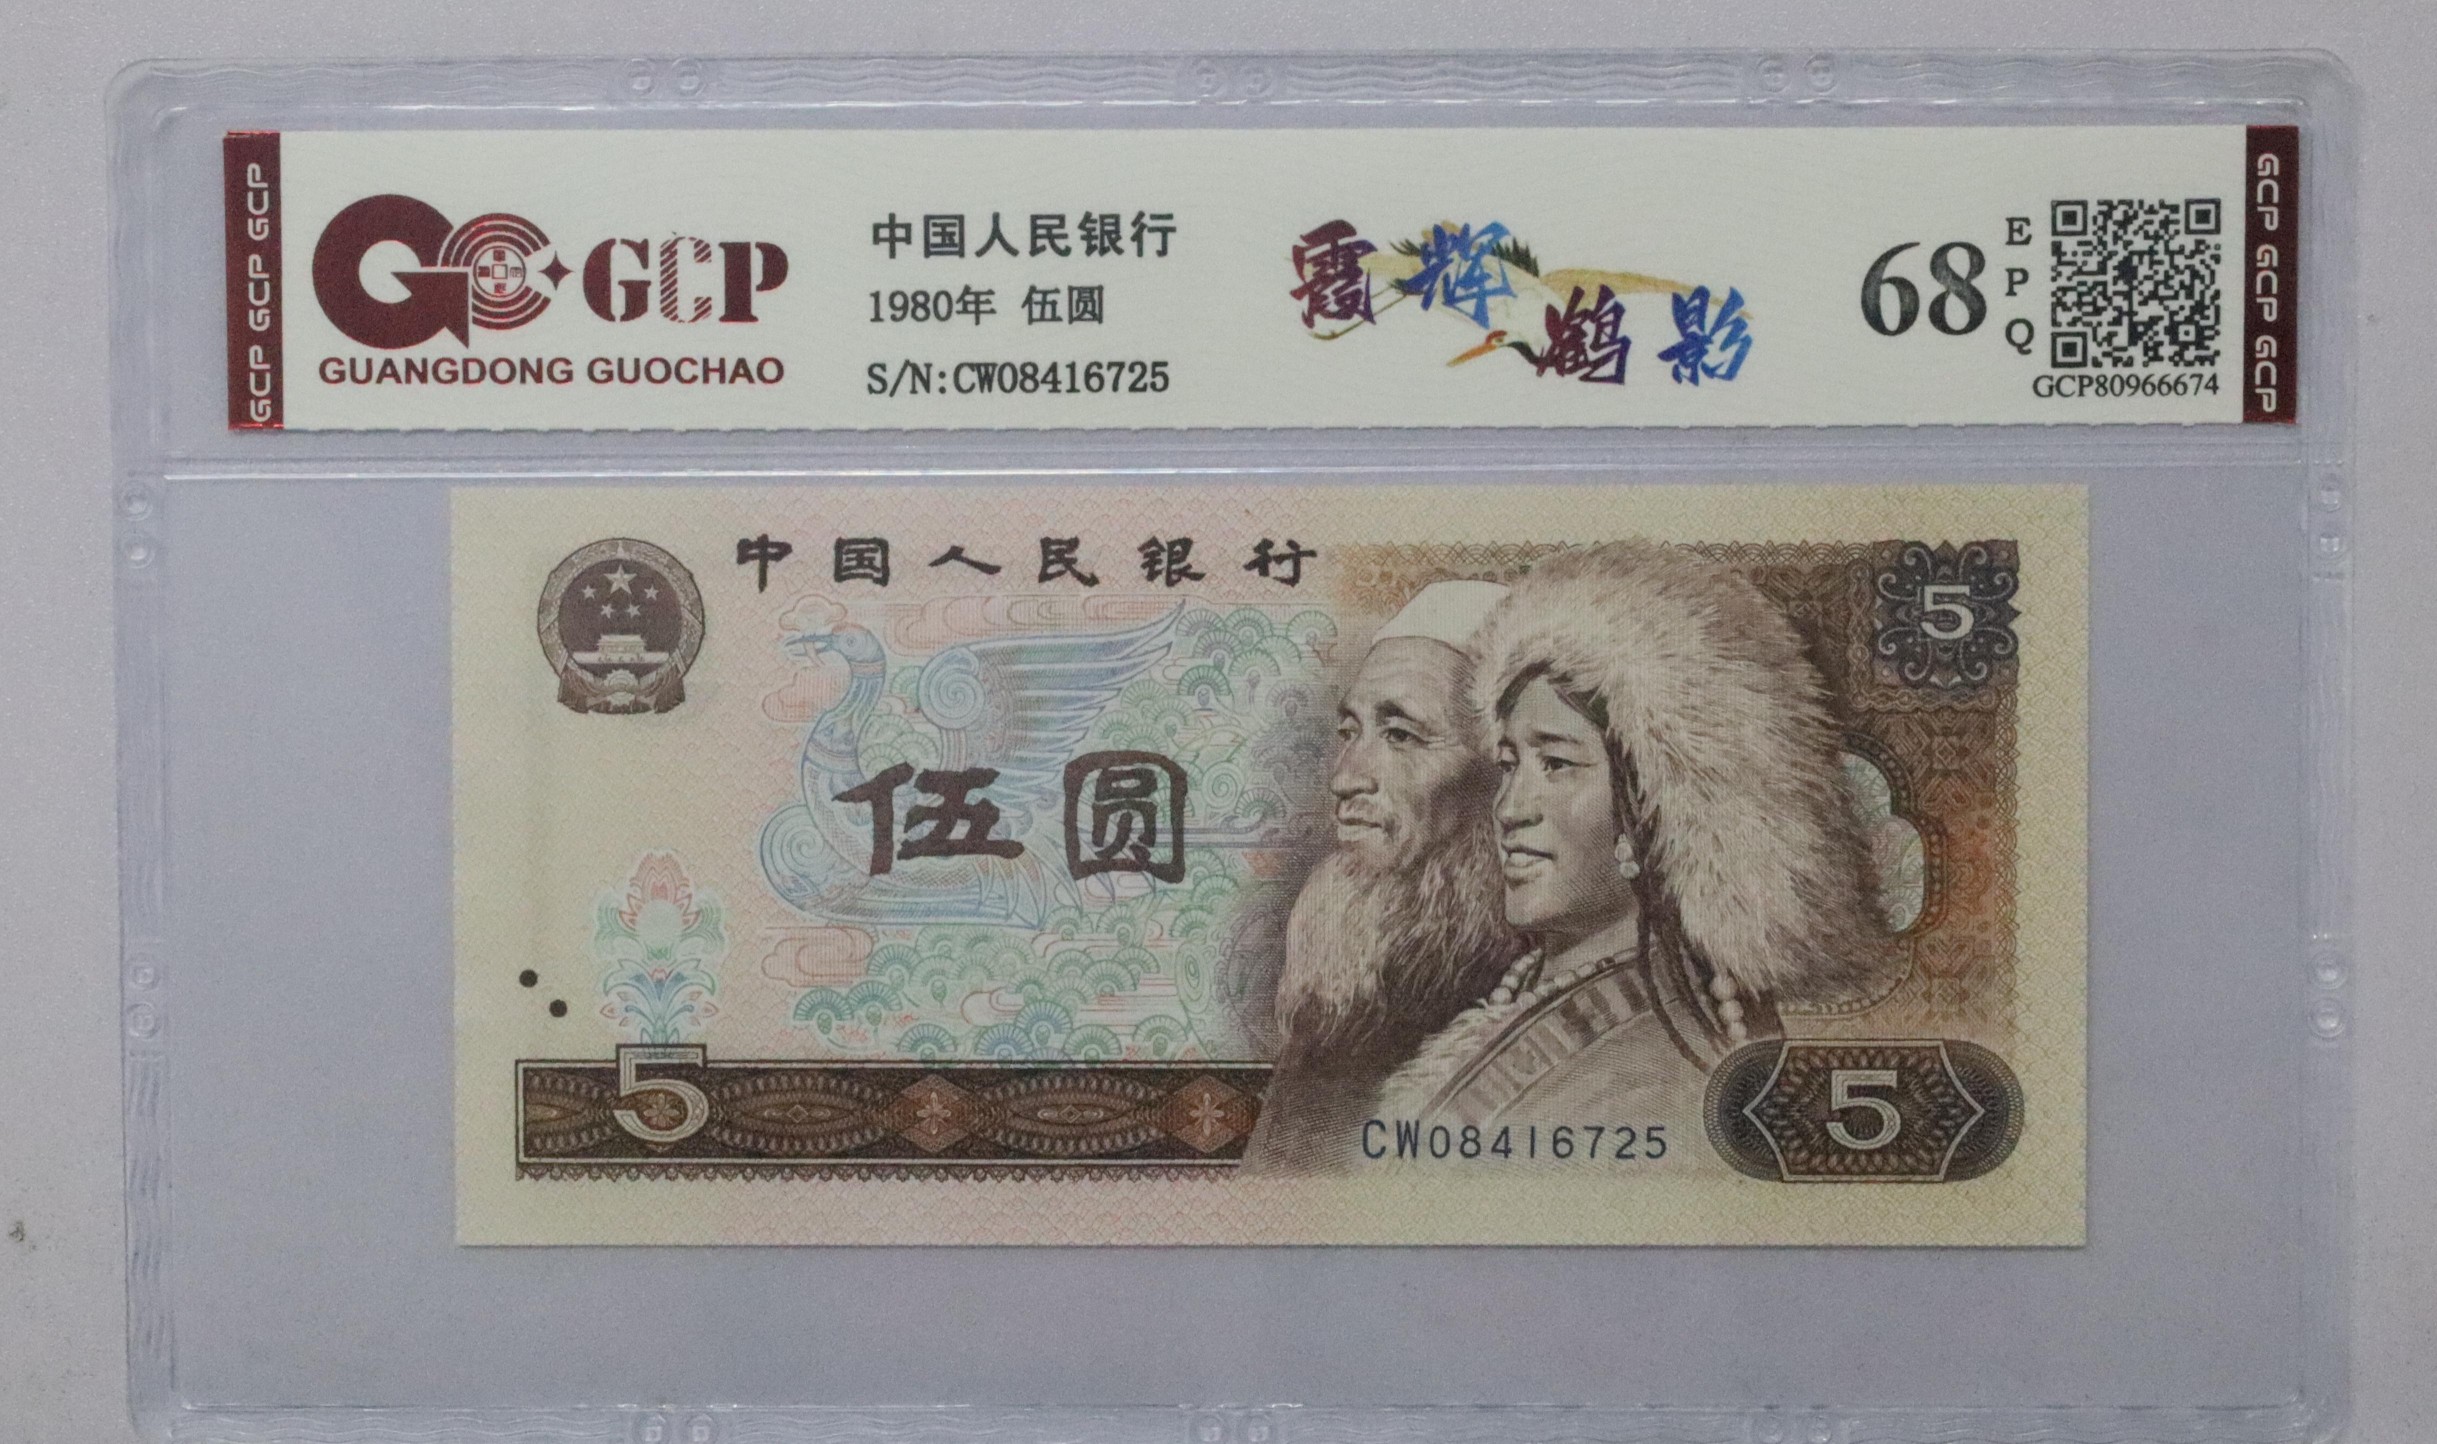 GCP GCP GCP
GCP
GUANGDONG GUOCHAO
中国人民银行
1980年 伍圆
S/N:CW08416725
霞辉
鹤影
68
EPQ
GCP80966674
GCP GCP GCP
中国人民银行
5
伍圆
5
CW08416725
5